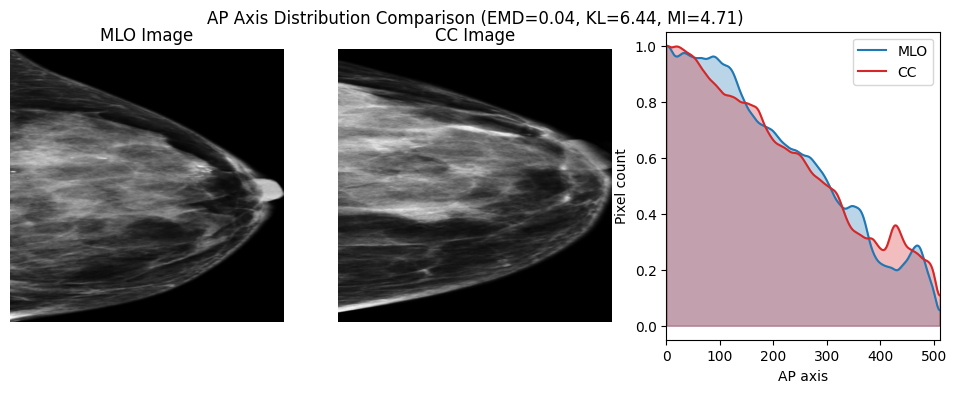 AP Axis Distribution Comparison (EMD=0.04, KL=6.44, MI=4.71)
MLO Image
CC Image
MLO
CC
Pixel count
1.0
0.8
0.6
0.4
0.2
0.0
0 100 200 300 400 500
AP axis